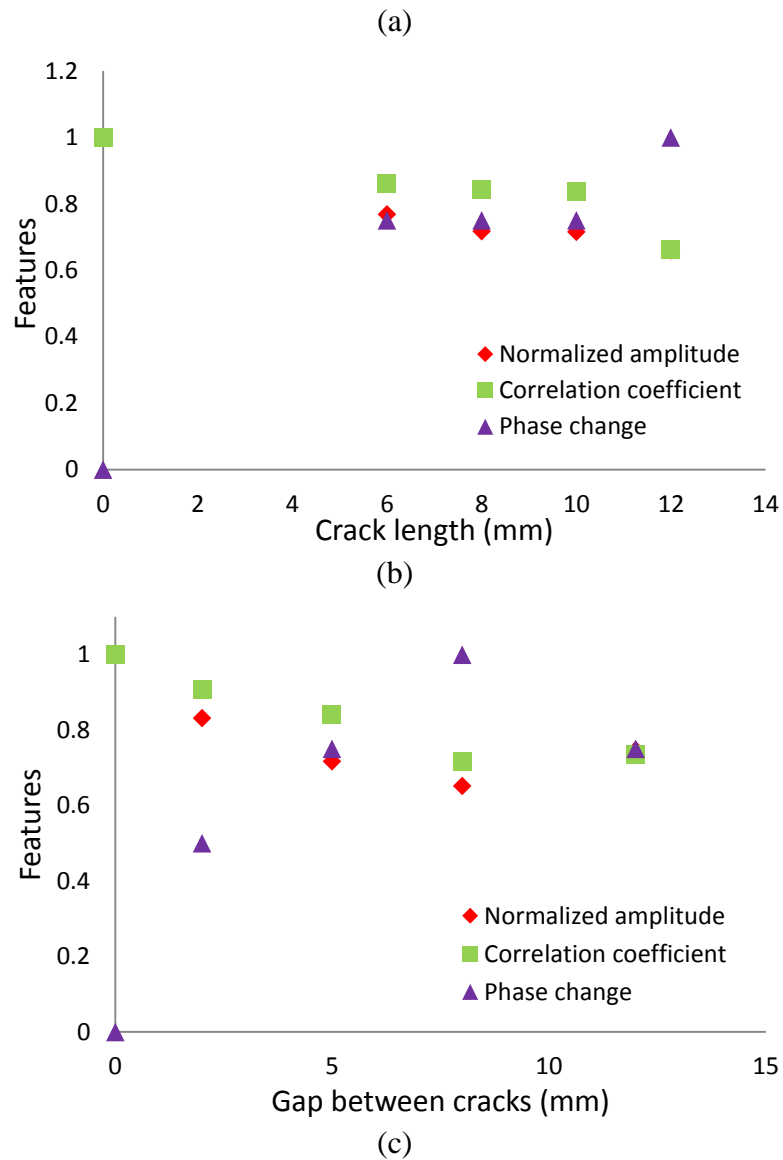 (a)
1.2
1
0.8
0.6
0.4
0.2
0
Features
Normalized amplitude
Correlation coefficient
Phase change
0 2 4 6 8 10 12 14
Crack length (mm)
(b)
1
0.8
0.6
0.4
0.2
0
Features
Normalized amplitude
Correlation coefficient
Phase change
0 5 10 15
Gap between cracks (mm)
(c)